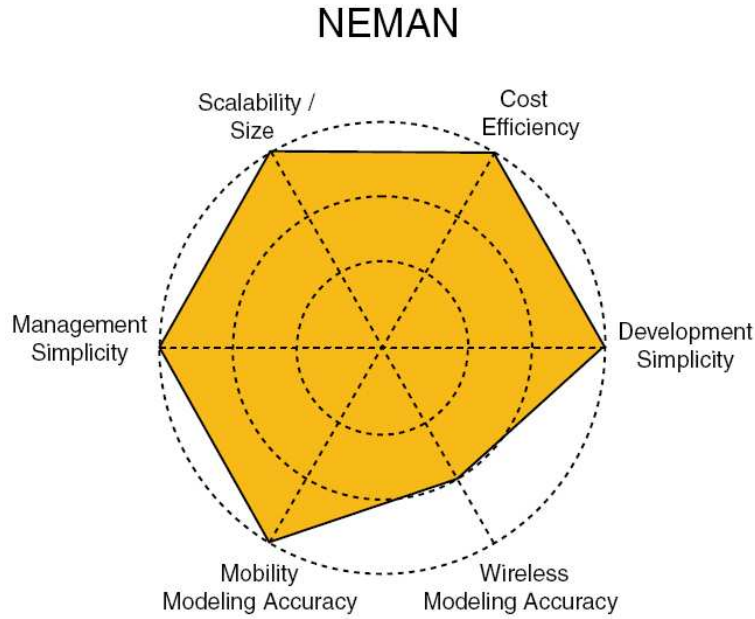 NEMAN
Scalability /
Size
Cost
Efficiency
Management
Simplicity
Development
Simplicity
Mobility
Modeling Accuracy
Wireless
Modeling Accuracy